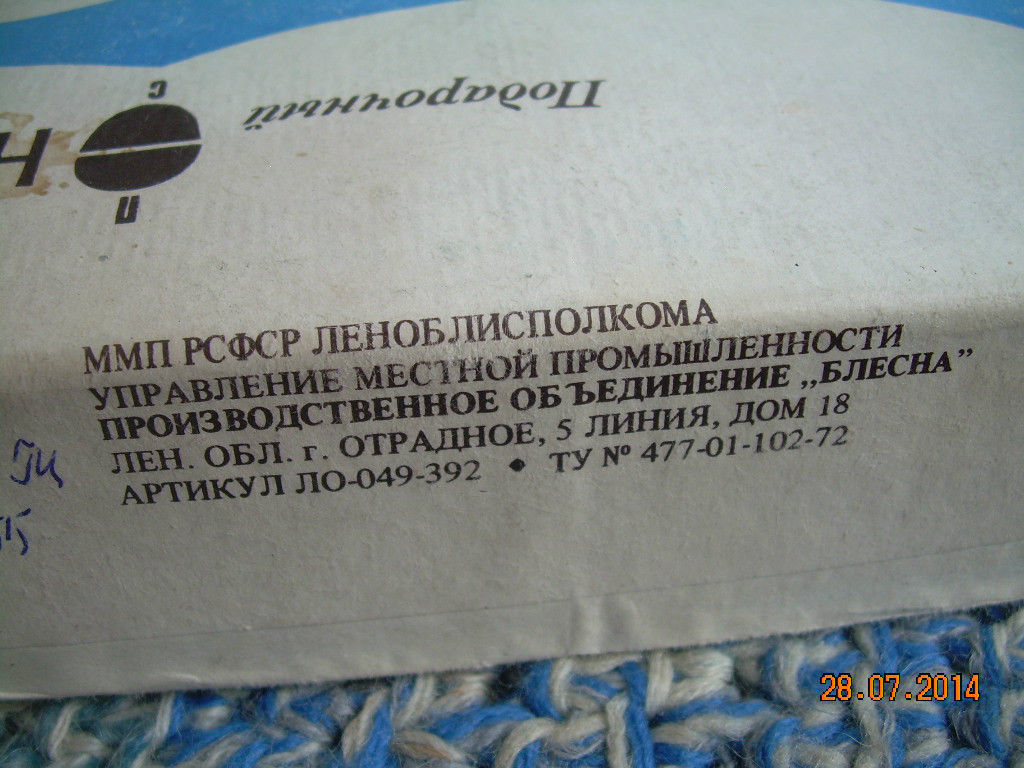 Подарочный
С
Н
П
ММП РСФСР ЛЕНОБЛИСПОЛКОМА
УПРАВЛЕНИЕ МЕСТНОЙ ПРОМЫШЛЕННОСТИ
ПРОИЗВОДСТВЕННОЕ ОБЪЕДИНЕНИЕ „БЛЕСНА”
ЛЕН. ОБЛ. г. ОТРАДНОЕ, 5 ЛИНИЯ, ДОМ 18
АРТИКУЛ ЛО-049-392 • ТУ № 477-01-102-72
28.07.2014